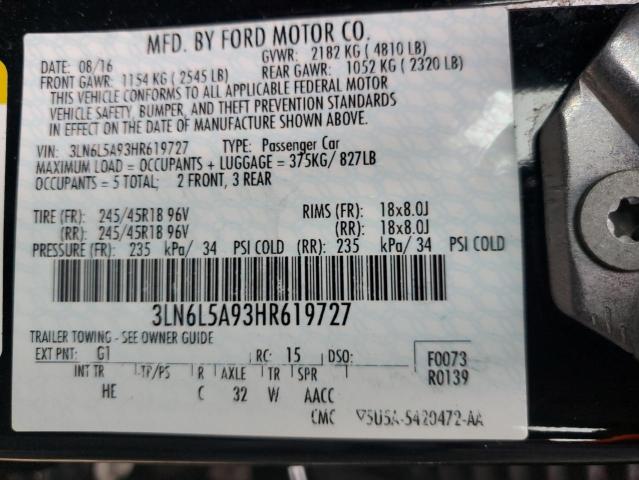 MFD. BY FORD MOTOR CO.
DATE: 08/16 GVWR: 2182 KG ( 4810 LB)
FRONT GAWR: 1154 KG ( 2545 LB) REAR GAWR: 1052 KG ( 2320 LB)
THIS VEHICLE CONFORMS TO ALL APPLICABLE FEDERAL MOTOR
VEHICLE SAFETY, BUMPER, AND THEFT PREVENTION STANDARDS
IN EFFECT ON THE DATE OF MANUFACTURE SHOWN ABOVE.
VIN: 3LN6L5A93HR619727 TYPE: Passenger Car
MAXIMUM LOAD = OCCUPANTS + LUGGAGE = 375KG/ 827LB
OCCUPANTS = 5 TOTAL; 2 FRONT, 3 REAR
TIRE (FR): 245/45R18 96V RIMS (FR): 18x8.0J
(RR): 245/45R18 96V (RR): 18x8.0J
PRESSURE (FR): 235 kPa/ 34 PSI COLD (RR): 235 kPa/ 34 PSI COLD
3LN6L5A93HR619727
TRAILER TOWING - SEE OWNER GUIDE
EXT PNT: G1 RC: 15 DSO: F0073
INT TR TP/PS R AXLE TR SPR R0139
HE C 32 W AACC
CMC 5U5A-5420472-AA